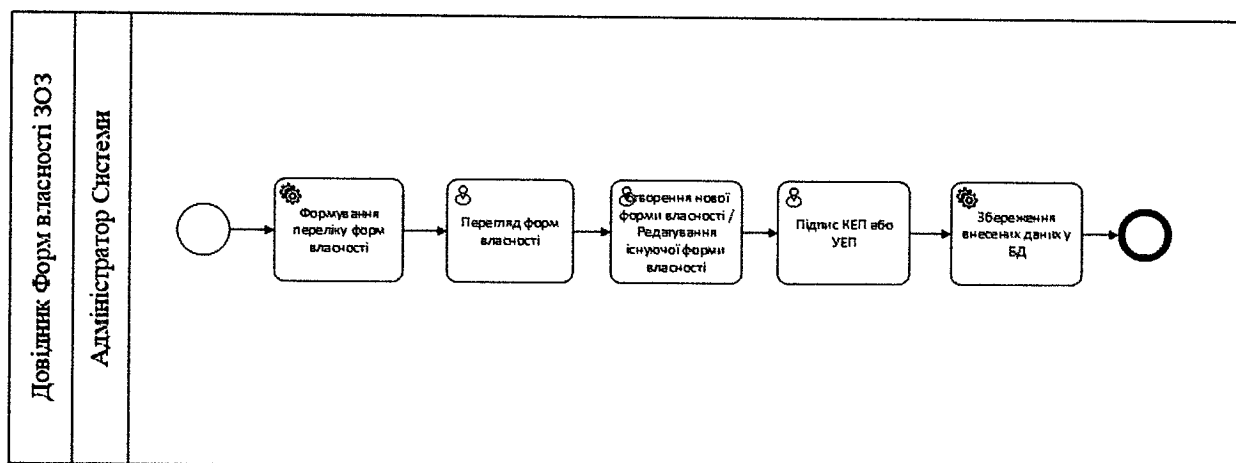 Довідник Форм власності ЗОЗ
Адміністратор Системи
Формування
переліку форм
власності
Перегляд форм
власності
Створення нової
форми власності /
Редагування
існуючої форми
власності
Підпис КЕП або
УЕП
Збереження
внесених даних у
БД